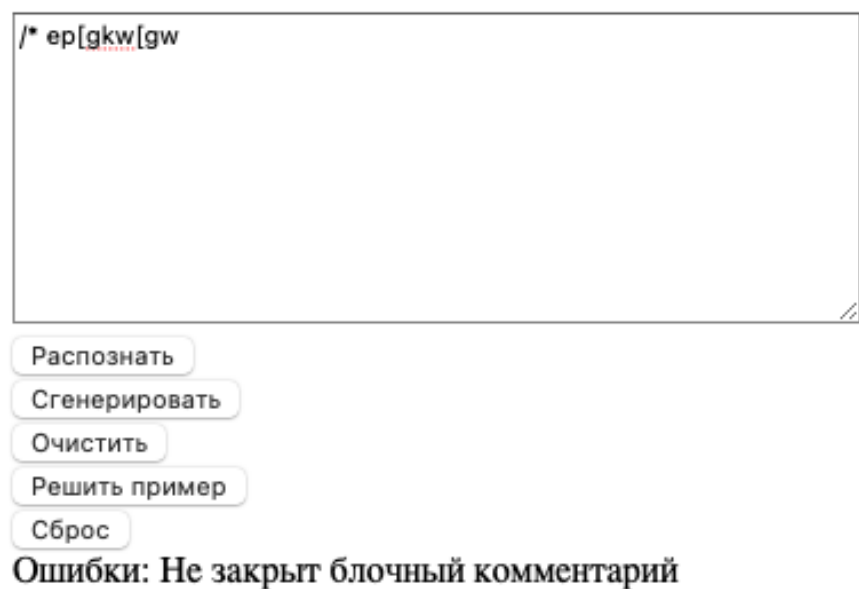 /* ep[gkw[gw
Распознать
Сгенерировать
Очистить
Решить пример
Сброс
Ошибки: Не закрыт блочный комментарий